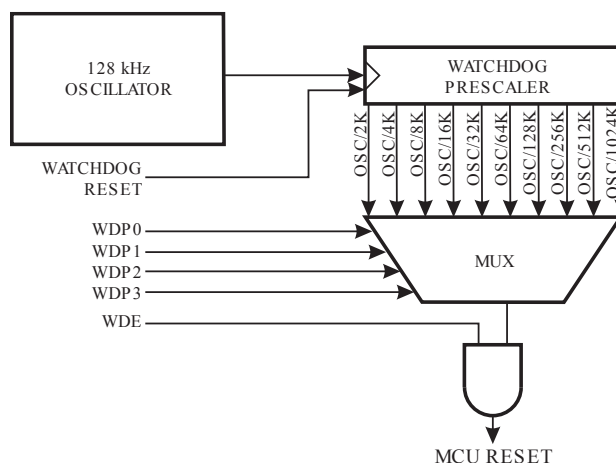 128 kHz
OSCILLATOR
WATCHDOG
PRESCALER
OSC/2K
OSC/4K
OSC/8K
OSC/16K
OSC/32K
OSC/64K
OSC/128K
OSC/256K
OSC/512K
OSC/1024K
WATCHDOG
RESET
WDP0
WDP1
WDP2
WDP3
WDE
MUX
MCU RESET